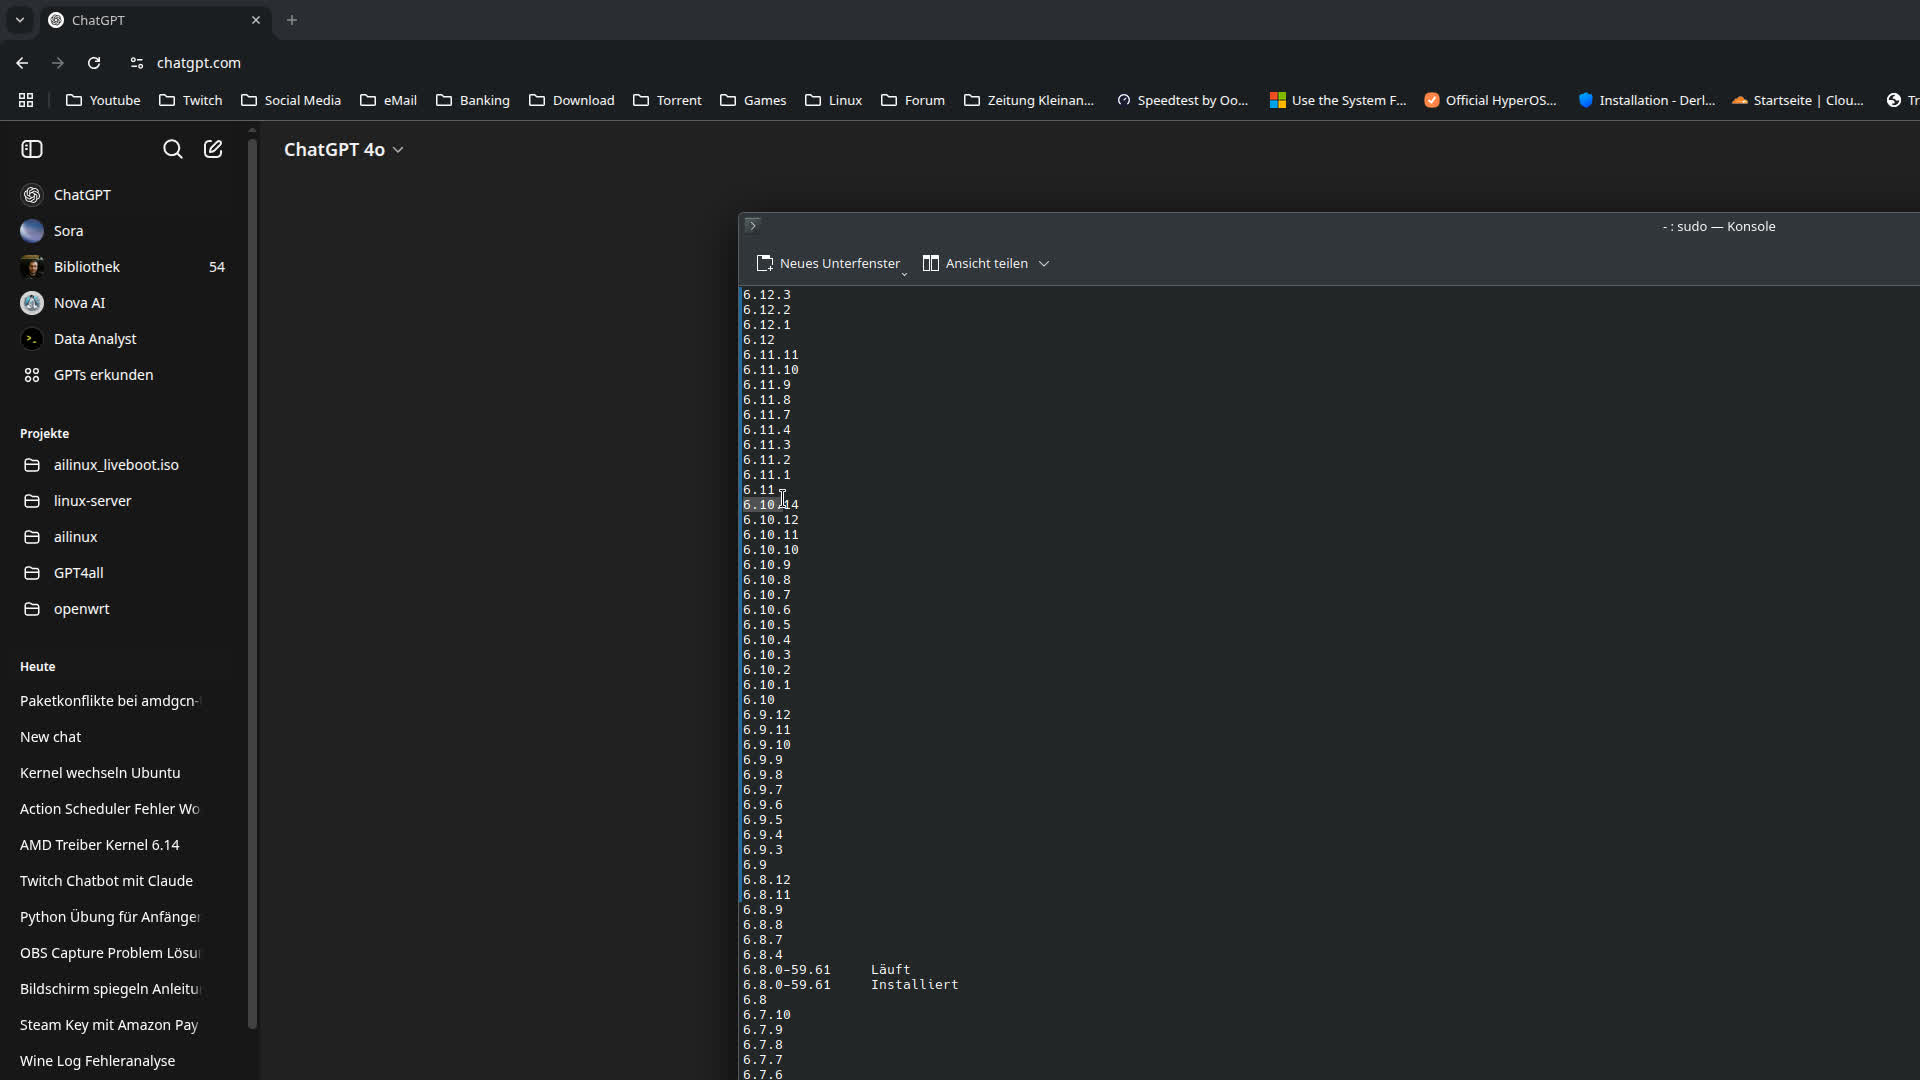 ChatGPT
chatgpt.com
Youtube
Twitch
Social Media
eMail
Banking
Download
Torrent
Games
Linux
Forum
Zeitung Kleinan...
Speedtest by Oo...
Use the System F...
Official HyperOS...
Installation - Derl...
Startseite | Clou...
Tr
ChatGPT
Sora
Bibliothek 54
Nova AI
Data Analyst
GPTs erkunden
Projekte
ailinux_liveboot.iso
linux-server
ailinux
GPT4all
openwrt
Heute
Paketkonflikte bei amdgcn-
New chat
Kernel wechseln Ubuntu
Action Scheduler Fehler Wo
AMD Treiber Kernel 6.14
Twitch Chatbot mit Claude
Python Übung für Anfänger
OBS Capture Problem Lösu
Bildschirm spiegeln Anleitu
Steam Key mit Amazon Pay
Wine Log Fehleranalyse
ChatGPT 4o
- : sudo — Konsole
Neues Unterfenster
Ansicht teilen
6.12.3
6.12.2
6.12.1
6.12
6.11.11
6.11.10
6.11.9
6.11.8
6.11.7
6.11.4
6.11.3
6.11.2
6.11.1
6.11
6.10.14
6.10.12
6.10.11
6.10.10
6.10.9
6.10.8
6.10.7
6.10.6
6.10.5
6.10.4
6.10.3
6.10.2
6.10.1
6.10
6.9.12
6.9.11
6.9.10
6.9.9
6.9.8
6.9.7
6.9.6
6.9.5
6.9.4
6.9.3
6.9
6.8.12
6.8.11
6.8.9
6.8.8
6.8.7
6.8.4
6.8.0-59.61 Läuft
6.8.0-59.61 Installiert
6.8
6.7.10
6.7.9
6.7.8
6.7.7
6.7.6